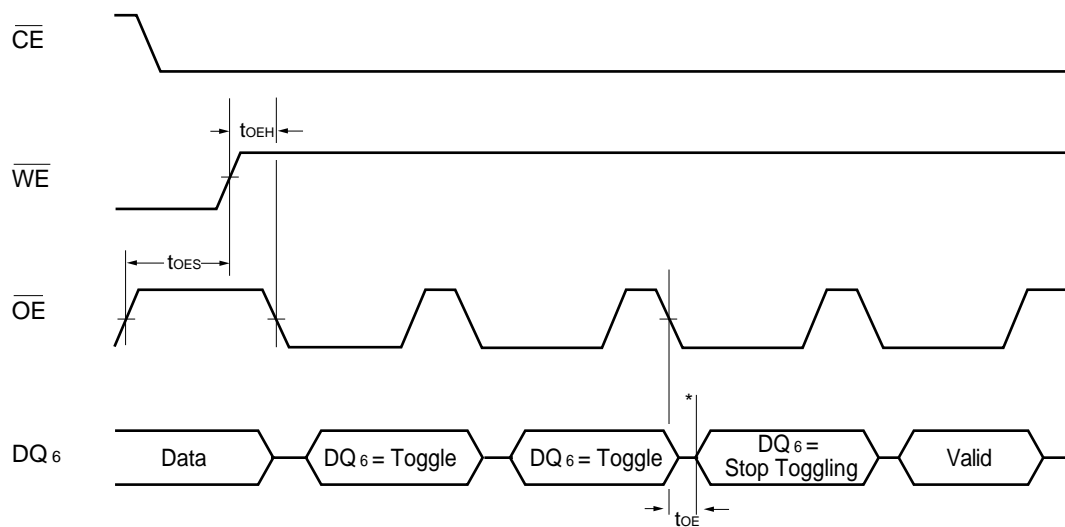 CE
tOEH
WE
tOES
OE
*
DQ6
Data
DQ6 = Toggle
DQ6 = Toggle
DQ6 =
Stop Toggling
Valid
tOE